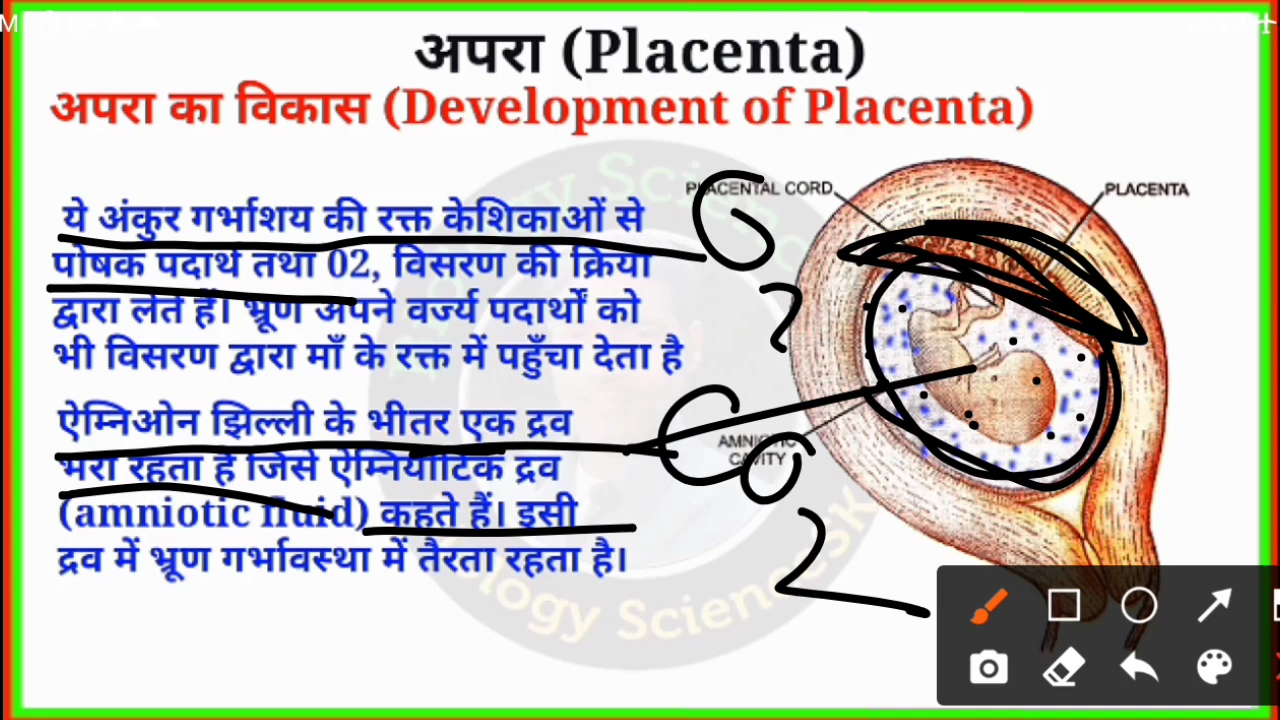 अपरा (Placenta)
अपरा का विकास (Development of Placenta)
ये अंकुर गर्भाशय की रक्त केशिकाओं से
पोषक पदार्थ तथा 02, विसरण की क्रिया
द्वारा लेते हैं। भ्रूण अपने वर्ज्य पदार्थों को
भी विसरण द्वारा माँ के रक्त में पहुँचा देता है
ऐम्निओन झिल्ली के भीतर एक द्रव
भरा रहता है जिसे ऐम्नियोटिक द्रव
(amniotic fluid) कहते हैं। इसी
द्रव में भ्रूण गर्भावस्था में तैरता रहता है।
PLACENTAL CORD
PLACENTA
AMNIOTIC
CAVITY
CO
2